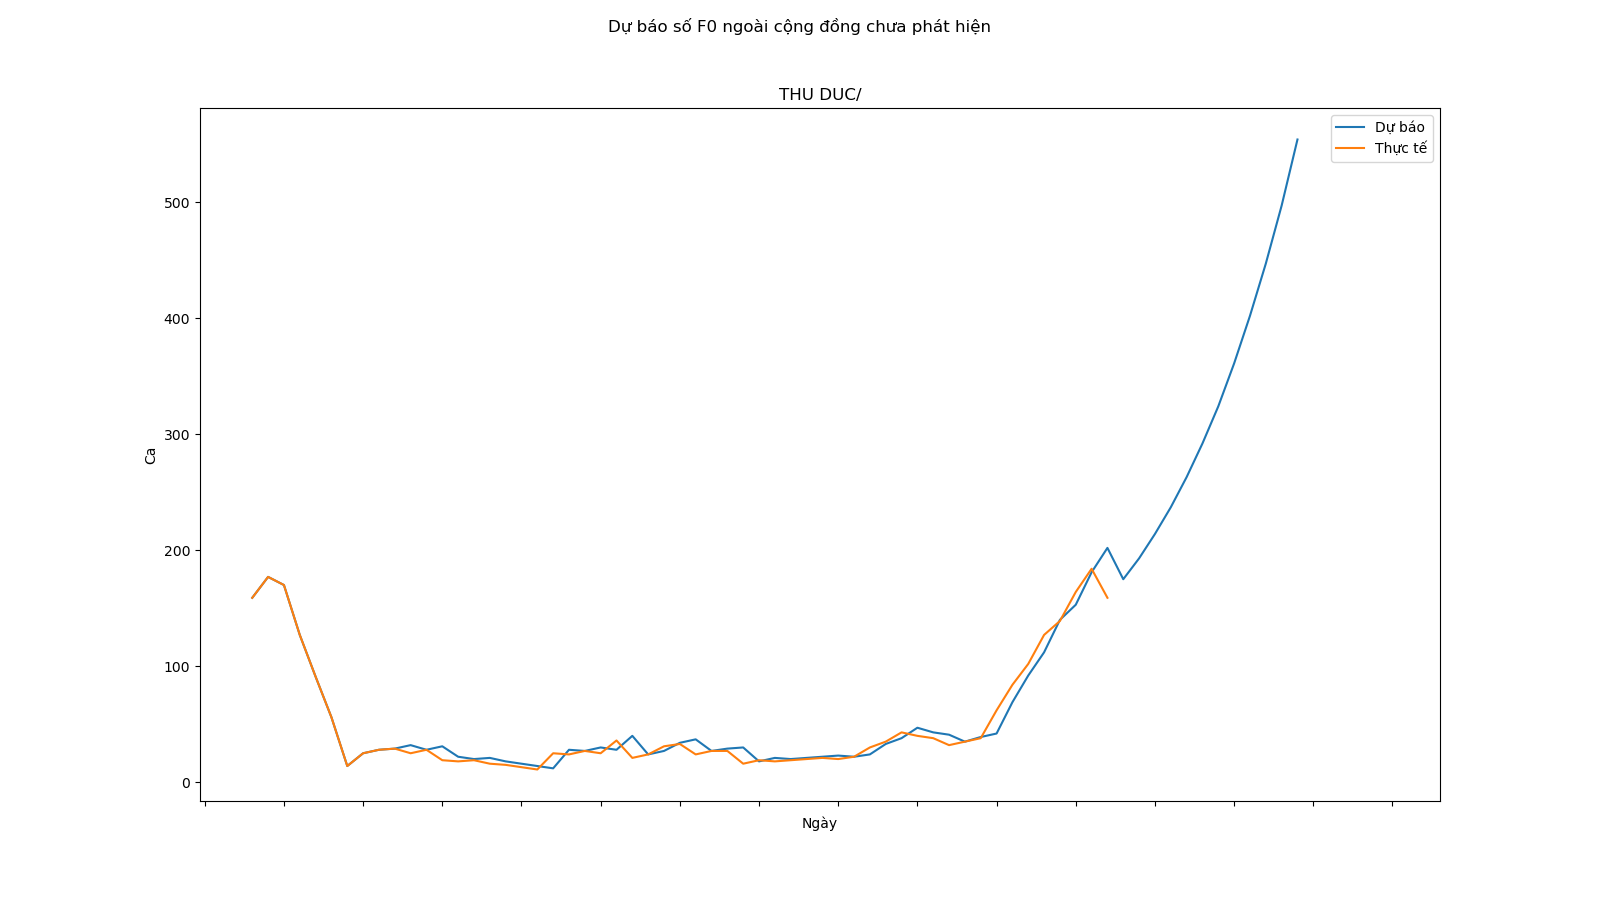 Dự báo số F0 ngoài cộng đồng chưa phát hiện
THU DUC/
Dự báo
Thực tế
500
400
300
200
100
0
Ca
Ngày